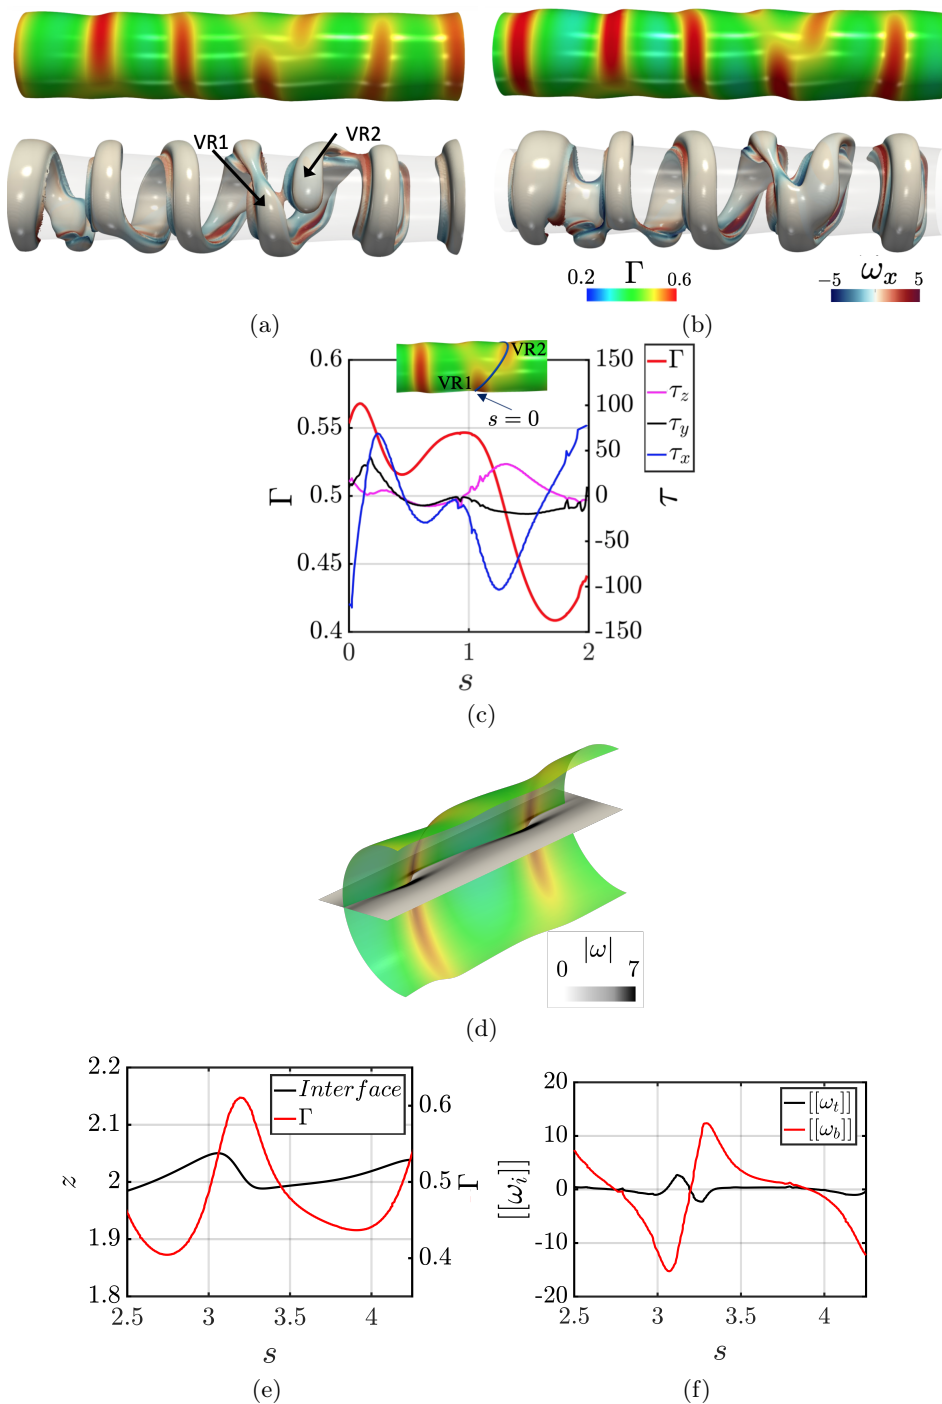 VR1 VR2
0.2 Γ 0.6 −5 ω_x 5
(a) (b)
0.6 150 Γ
100 τ_z
0.55 50 τ_y
τ_x
VR1 VR2
s = 0
Γ 0.5 0 τ
-50
0.45 -100
0.4 -150
0 1 2
s
(c)
|ω|
0 7
(d)
2.2 Interface 0.6
Γ
2.1
z 2 0.5 Γ
1.9 0.4
1.8
2.5 3 3.5 4
s
(e)
20 [[ω_t]]
[[ω_b]]
10
[[ω_i]] 0
-10
-20
2.5 3 3.5 4
s
(f)